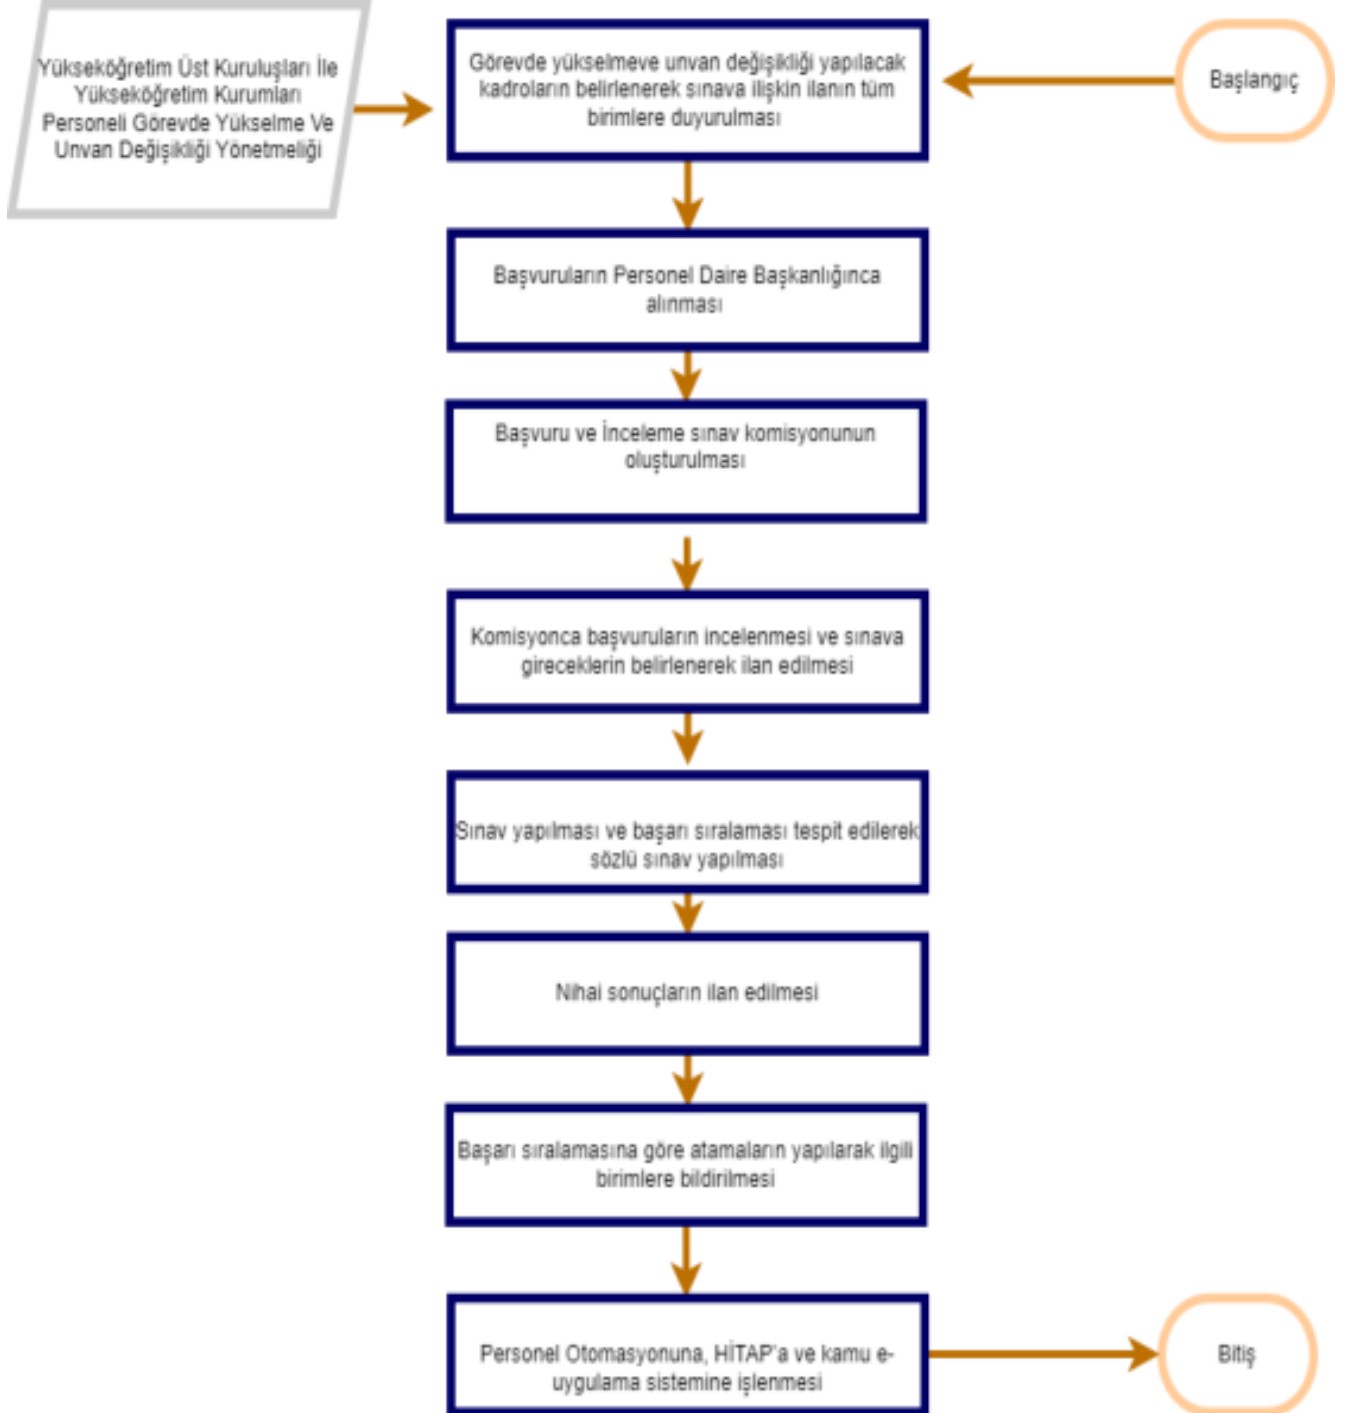 Yükseköğretim Üst Kuruluşları İle
Yükseköğretim Kurumları
Personeli Görevde Yükselme Ve
Unvan Değişikliği Yönetmeliği
Görevde yükselmeve unvan değişikliği yapılacak
kadroların belirlenerek sınava ilişkin ilanın tüm
birimlere duyurulması
Başlangıç
Başvuruların Personel Daire Başkanlığınca
alınması
Başvuru ve İnceleme sınav komisyonunun
oluşturulması
Komisyonca başvuruların incelenmesi ve sınava
gireceklerin belirlenerek ilan edilmesi
Sınav yapılması ve başarı sıralaması tespit edilerek
sözlü sınav yapılması
Nihai sonuçların ilan edilmesi
Başarı sıralamasına göre atamaların yapılarak ilgili
birimlere bildirilmesi
Personel Otomasyonuna, HİTAP'a ve kamu e-
uygulama sistemine işlenmesi
Bitiş